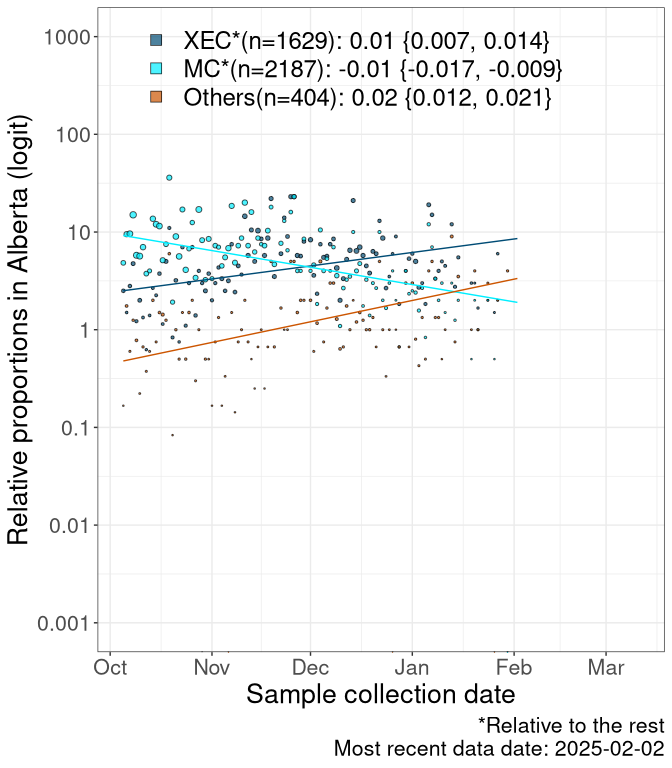 XEC*(n=1629): 0.01 {0.007, 0.014}
MC*(n=2187): -0.01 {-0.017, -0.009}
Others(n=404): 0.02 {0.012, 0.021}
Relative proportions in Alberta (logit)
1000
100
10
1
0.1
0.01
0.001
Oct Nov Dec Jan Feb Mar
Sample collection date
*Relative to the rest
Most recent data date: 2025-02-02